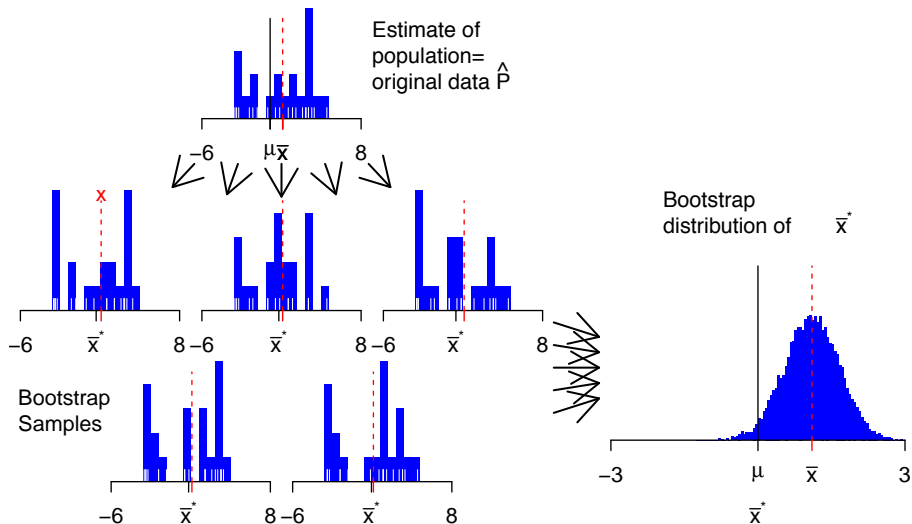 Estimate of
population=
original data P̂
-6 μ x̄ 8
x
Bootstrap
distribution of x̄*
-6 x̄* 8
-6 x̄* 8
-6 x̄* 8
Bootstrap
Samples
-6 x̄* 8
-6 x̄* 8
-3 μ x̄ 3
x̄*